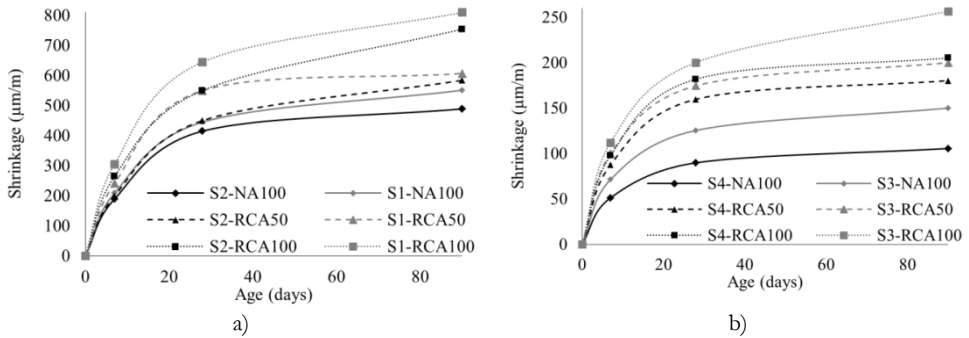 800
700
600
500
400
300
200
100
0
Shrinkage (µm/m)
S2-NA100 S1-NA100
S2-RCA50 S1-RCA50
S2-RCA100 S1-RCA100
0 20 40 60 80
Age (days)
a)
250
200
150
100
50
0
Shrinkage (µm/m)
S4-NA100 S3-NA100
S4-RCA50 S3-RCA50
S4-RCA100 S3-RCA100
0 20 40 60 80
Age (days)
b)